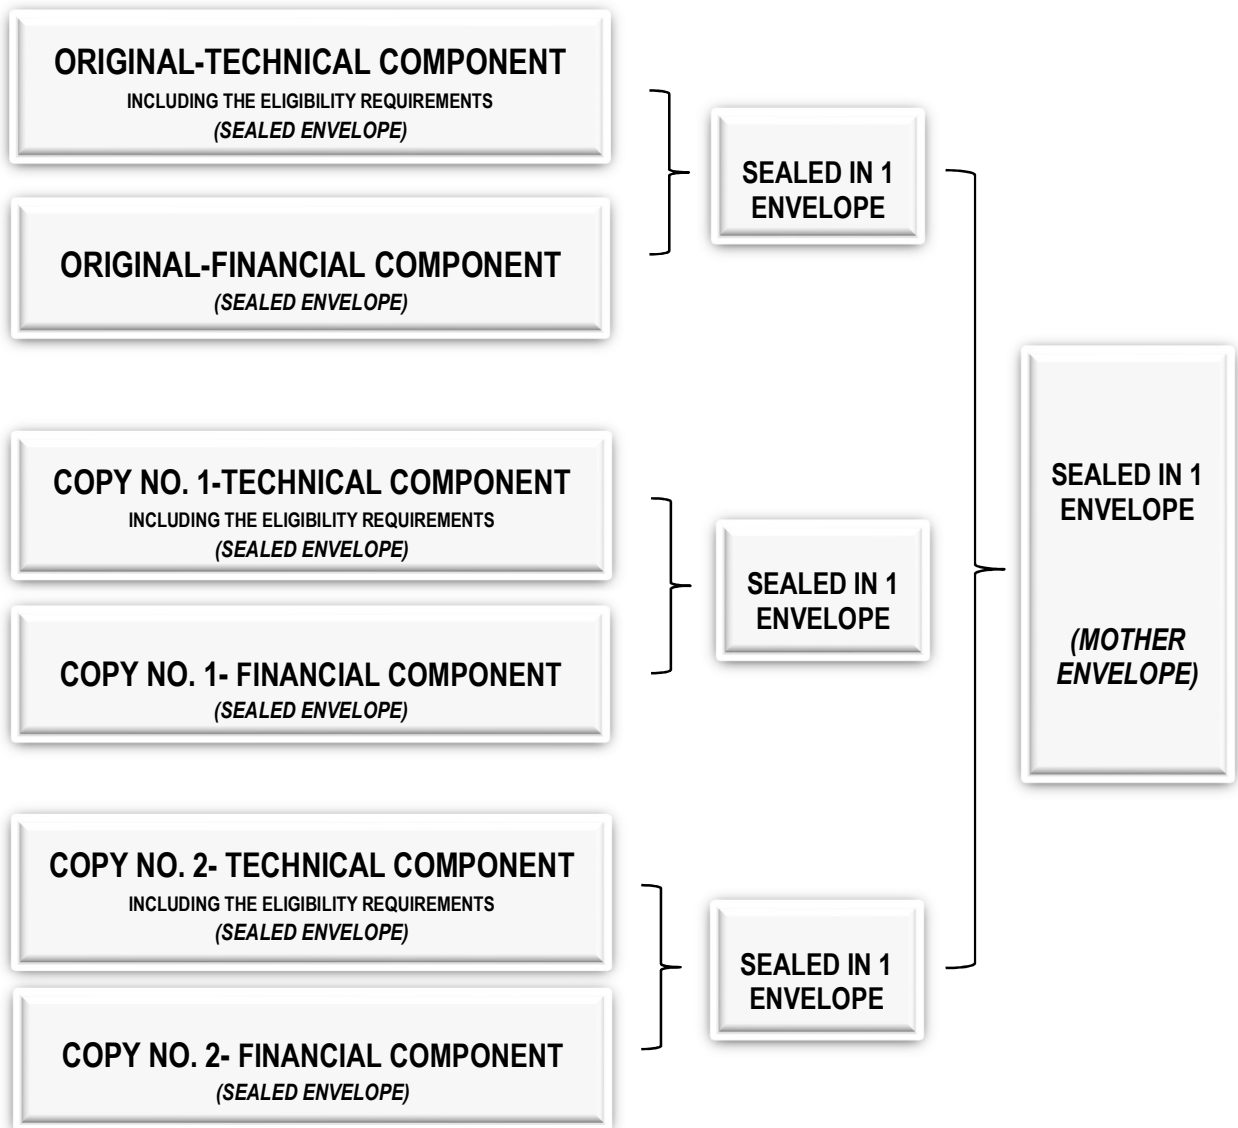 ORIGINAL-TECHNICAL COMPONENT
INCLUDING THE ELIGIBILITY REQUIREMENTS
(SEALED ENVELOPE)
ORIGINAL-FINANCIAL COMPONENT
(SEALED ENVELOPE)
SEALED IN 1
ENVELOPE
COPY NO. 1-TECHNICAL COMPONENT
INCLUDING THE ELIGIBILITY REQUIREMENTS
(SEALED ENVELOPE)
COPY NO. 1- FINANCIAL COMPONENT
(SEALED ENVELOPE)
SEALED IN 1
ENVELOPE
COPY NO. 2- TECHNICAL COMPONENT
INCLUDING THE ELIGIBILITY REQUIREMENTS
(SEALED ENVELOPE)
COPY NO. 2- FINANCIAL COMPONENT
(SEALED ENVELOPE)
SEALED IN 1
ENVELOPE
SEALED IN 1
ENVELOPE
(MOTHER
ENVELOPE)